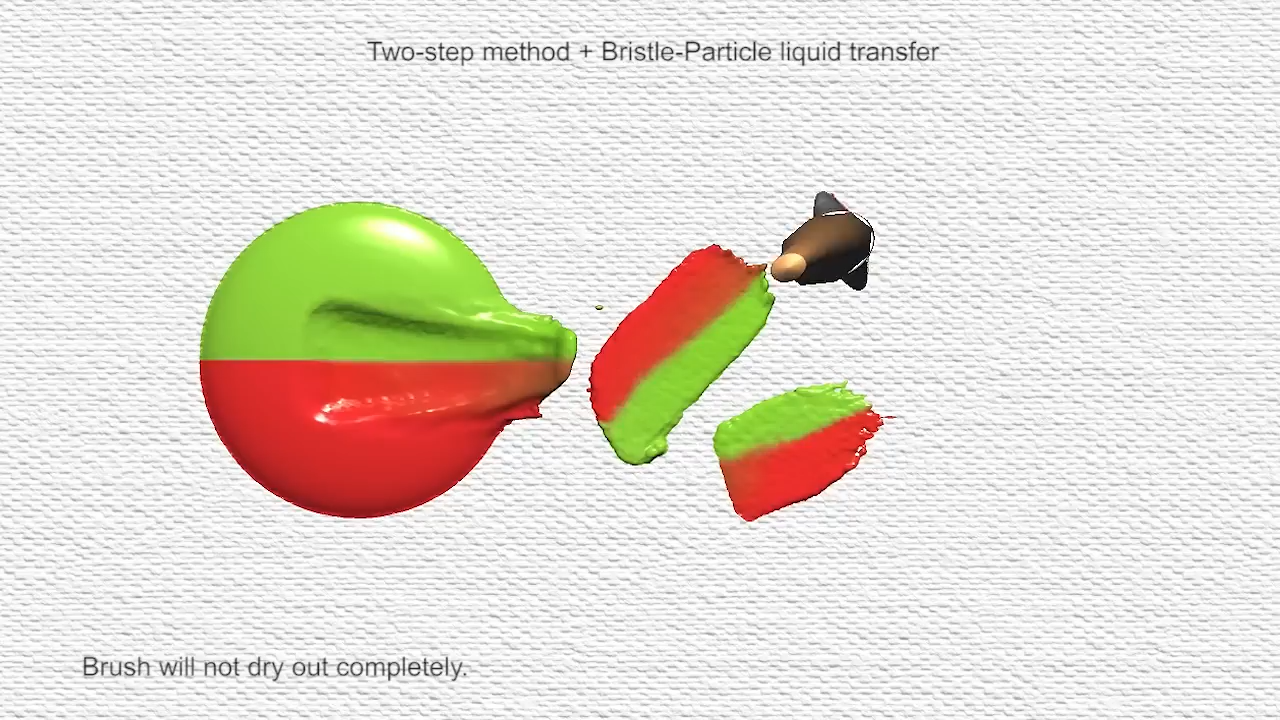 Two-step method + Bristle-Particle liquid transfer
Brush will not dry out completely.